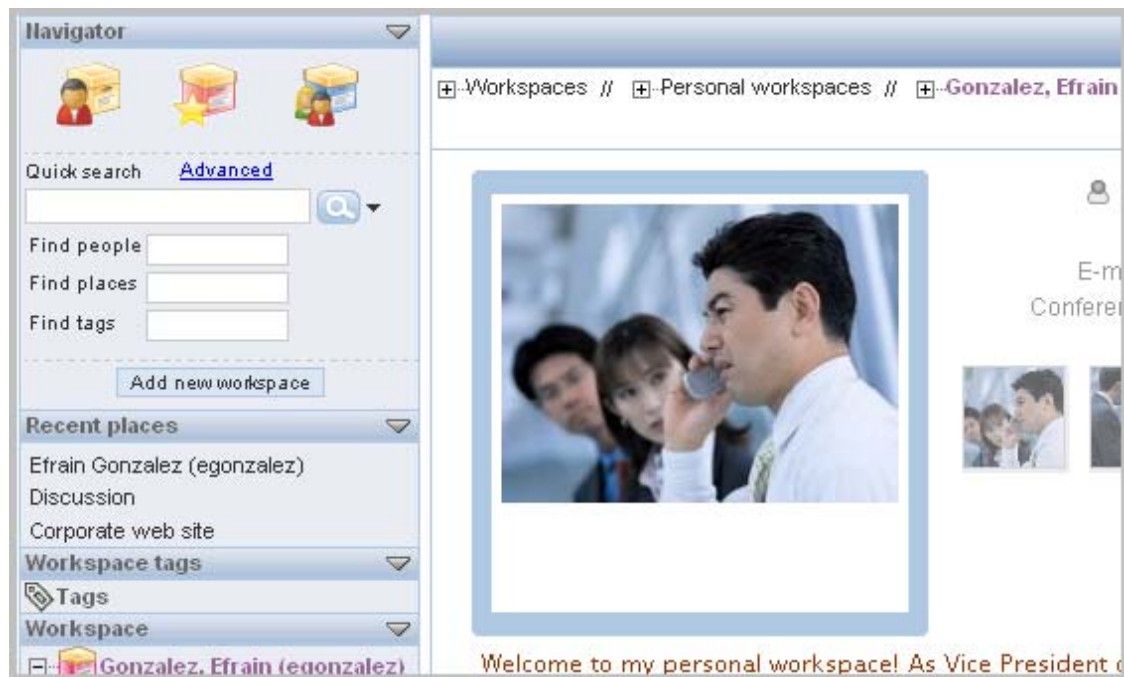 Navigator
Workspaces // Personal workspaces // Gonzalez, Efrain
Quick search Advanced
Find people
Find places
Find tags
Add new workspace
E-m
Conferen
Recent places
Efrain Gonzalez (egonzalez)
Discussion
Corporate web site
Workspace tags
Tags
Workspace
Gonzalez, Efrain (egonzalez)
Welcome to my personal workspace! As Vice President